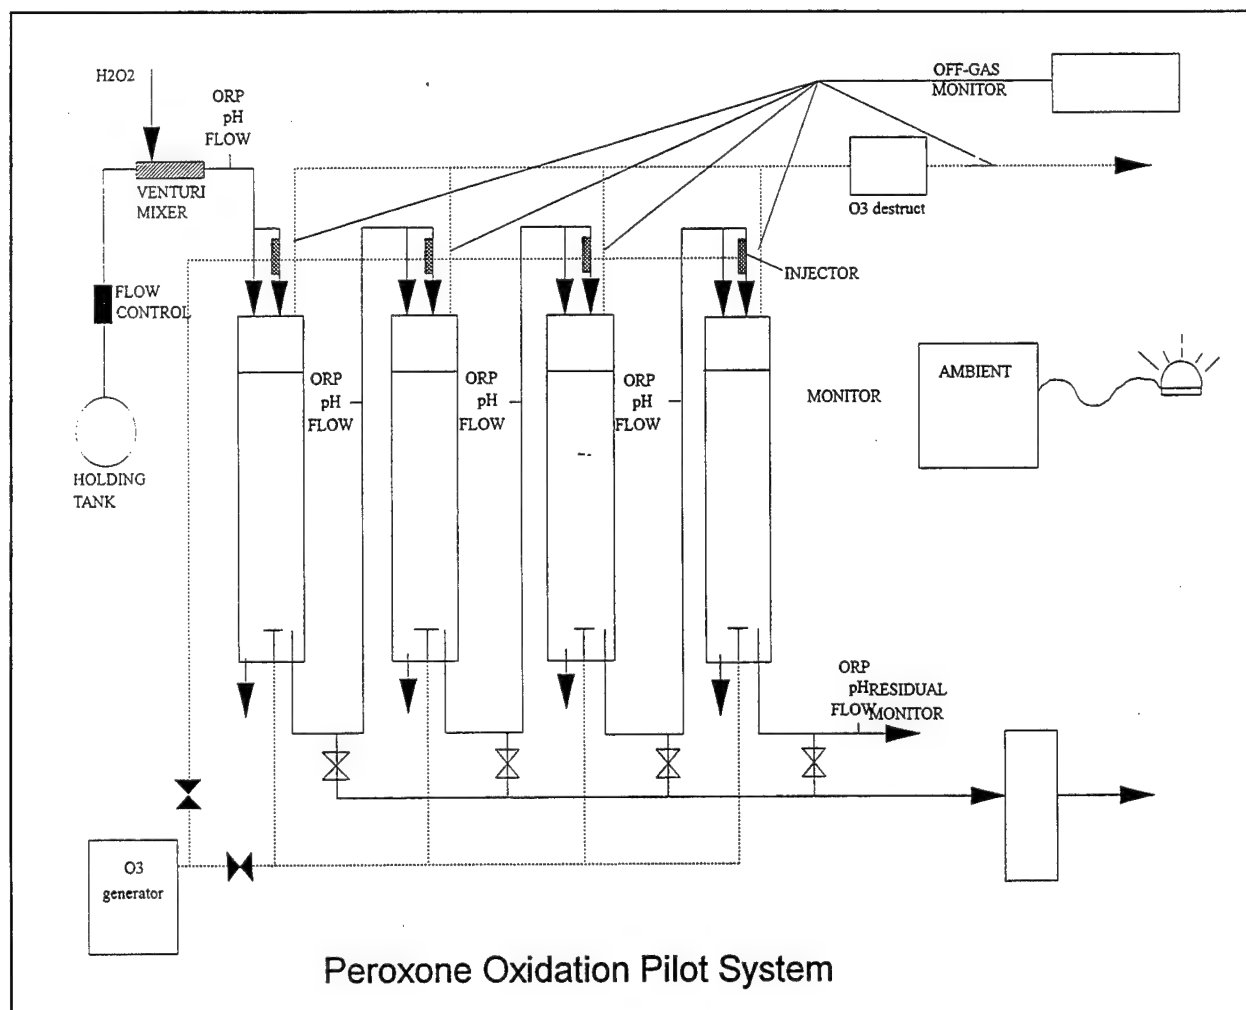 H2O2
ORP
pH
FLOW
OFF-GAS
MONITOR
VENTURI
MIXER
O3 destruct
INJECTOR
FLOW
CONTROL
ORP
pH
FLOW
ORP
pH
FLOW
ORP
pH
FLOW
MONITOR
AMBIENT
HOLDING
TANK
ORP
pH
FLOW
RESIDUAL
MONITOR
O3
generator
Peroxone Oxidation Pilot System